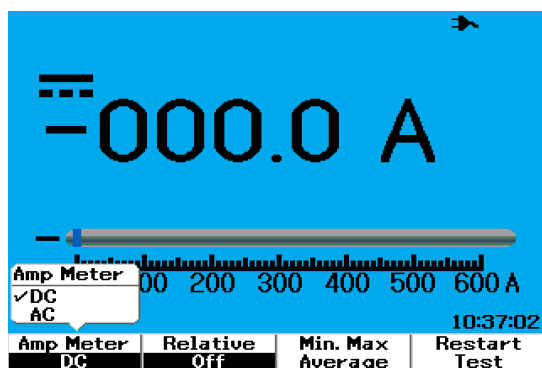 -000.0 A
Amp Meter
✓DC
AC
00 200 300 400 500 600 A
10:37:02
Amp Meter Relative Min. Max Restart
DC Off Average Test